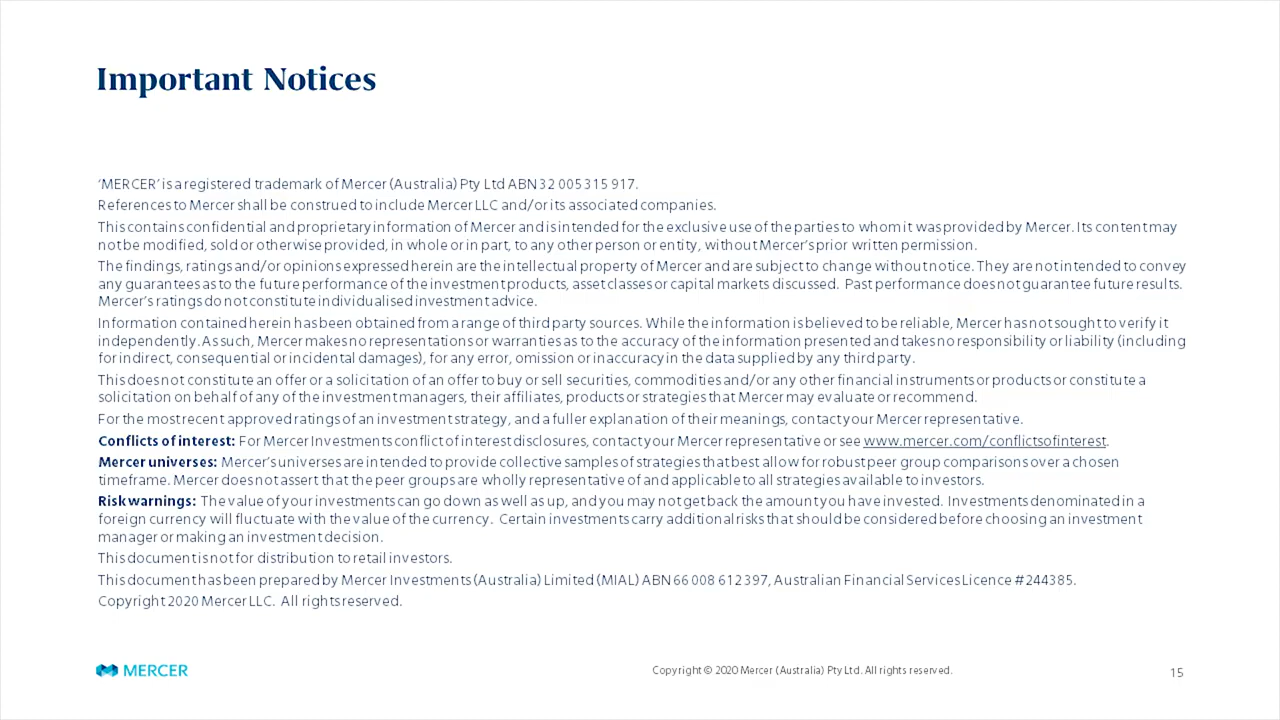 Important Notices
‘MERCER’ is a registered trademark of Mercer (Australia) Pty Ltd ABN 32 005 315 917.
References to Mercer shall be construed to include Mercer LLC and/or its associated companies.
This contains confidential and proprietary information of Mercer and is intended for the exclusive use of the parties to whom it was provided by Mercer. Its content may
not be modified, sold or otherwise provided, in whole or in part, to any other person or entity, without Mercer’s prior written permission.
The findings, ratings and/or opinions expressed herein are the intellectual property of Mercer and are subject to change without notice. They are not intended to convey
any guarantees as to the future performance of the investment products, asset classes or capital markets discussed. Past performance does not guarantee future results.
Mercer’s ratings do not constitute individualised investment advice.
Information contained herein has been obtained from a range of third party sources. While the information is believed to be reliable, Mercer has not sought to verify it
independently. As such, Mercer makes no representations or warranties as to the accuracy of the information presented and takes no responsibility or liability (including
for indirect, consequential or incidental damages), for any error, omission or inaccuracy in the data supplied by any third party.
This does not constitute an offer or a solicitation of an offer to buy or sell securities, commodities and/or any other financial instruments or products or constitute a
solicitation on behalf of any of the investment managers, their affiliates, products or strategies that Mercer may evaluate or recommend.
For the most recent approved ratings of an investment strategy, and a fuller explanation of their meanings, contact your Mercer representative.
Conflicts of interest: For Mercer Investments conflict of interest disclosures, contact your Mercer representative or see www.mercer.com/conflictsofinterest.
Mercer universes: Mercer’s universes are intended to provide collective samples of strategies that best allow for robust peer group comparisons over a chosen
timeframe. Mercer does not assert that the peer groups are wholly representative of and applicable to all strategies available to investors.
Risk warnings: The value of your investments can go down as well as up, and you may not get back the amount you have invested. Investments denominated in a
foreign currency will fluctuate with the value of the currency. Certain investments carry additional risks that should be considered before choosing an investment
manager or making an investment decision.
This document is not for distribution to retail investors.
This document has been prepared by Mercer Investments (Australia) Limited (MIAL) ABN 66 008 612 397, Australian Financial Services Licence #244385.
Copyright 2020 Mercer LLC. All rights reserved.
MERCER
Copyright © 2020 Mercer (Australia) Pty Ltd. All rights reserved.
15